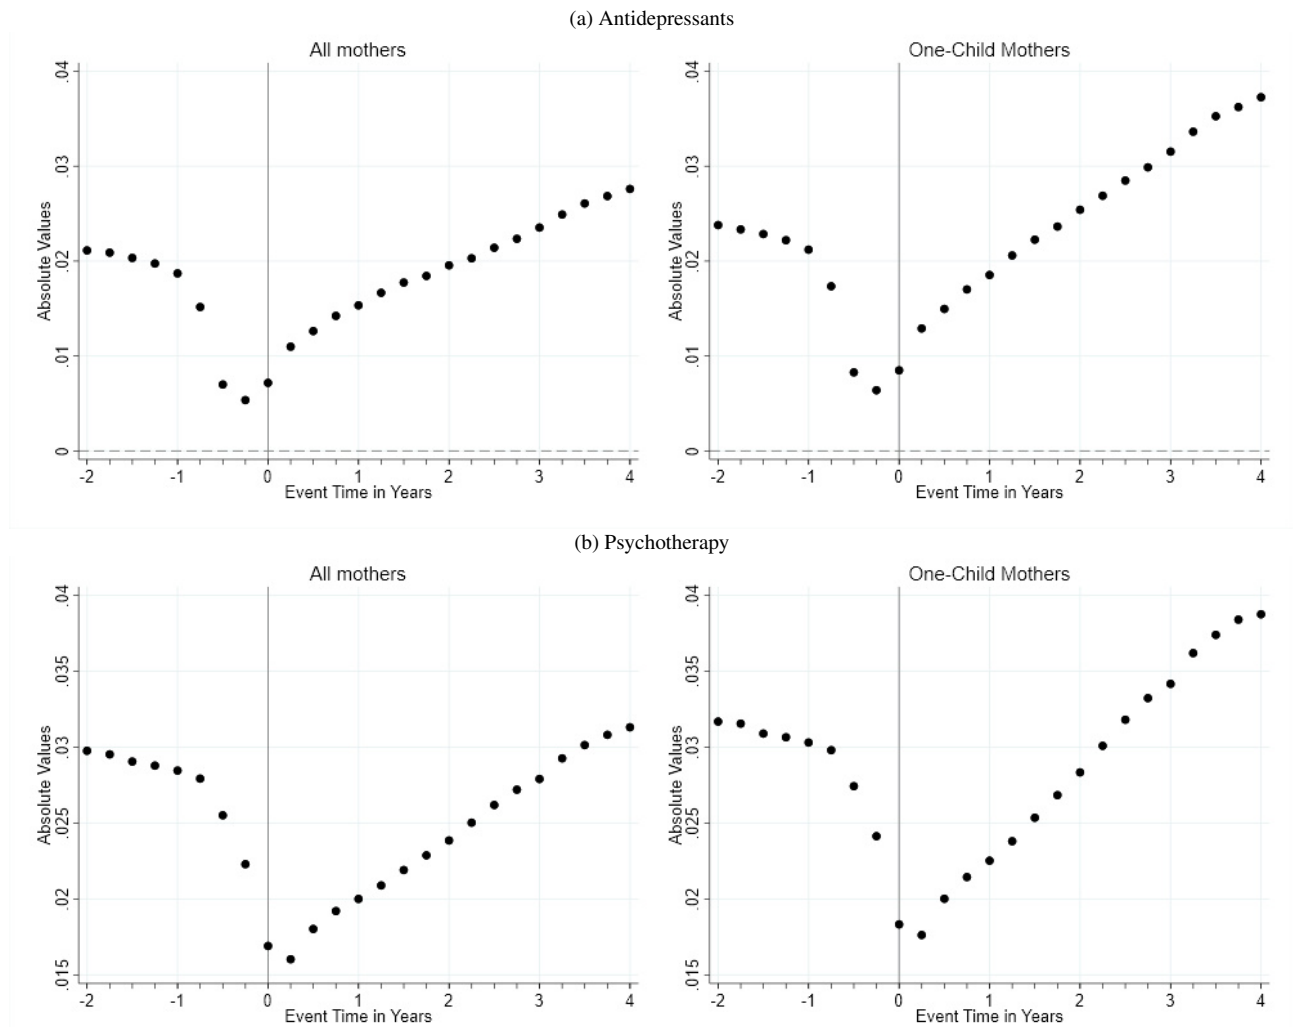 (a) Antidepressants
All mothers
.04
.03
.02
.01
0
Absolute Values
-2 -1 0 1 2 3 4
Event Time in Years
One-Child Mothers
.04
.03
.02
.01
0
Absolute Values
-2 -1 0 1 2 3 4
Event Time in Years
(b) Psychotherapy
All mothers
.04
.035
.03
.025
.02
.015
Absolute Values
-2 -1 0 1 2 3 4
Event Time in Years
One-Child Mothers
.04
.035
.03
.025
.02
.015
Absolute Values
-2 -1 0 1 2 3 4
Event Time in Years